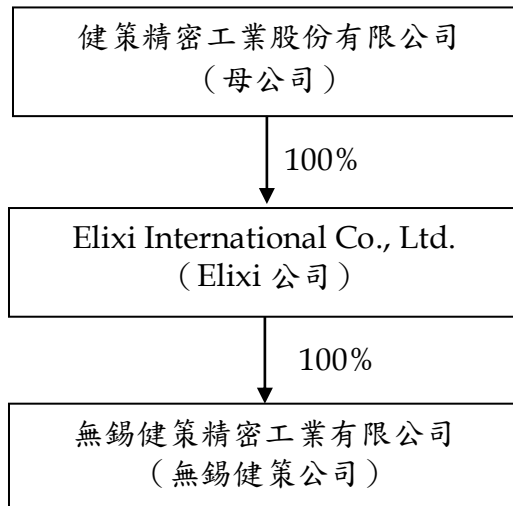 健策精密工業股份有限公司
（母公司）
100%
Elixi International Co., Ltd.
（Elixi 公司）
100%
無錫健策精密工業有限公司
（無錫健策公司）